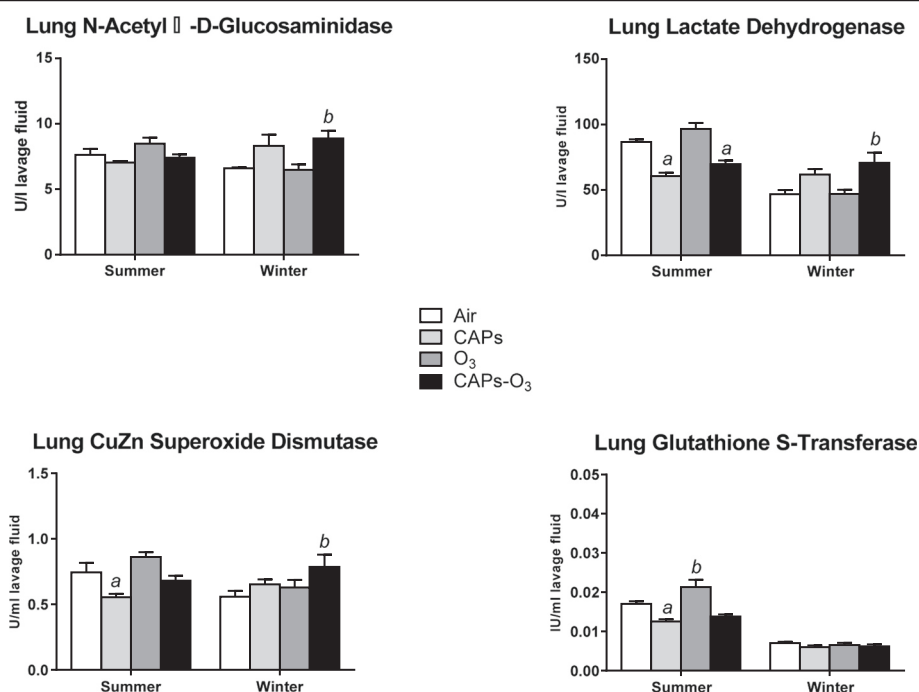 Lung N-Acetyl ▯ -D-Glucosaminidase
15
10
5
0
U/l lavage fluid
b
Summer
Winter
Lung Lactate Dehydrogenase
150
100
50
0
U/l lavage fluid
a
a
b
Summer
Winter
Air
CAPs
O₃
CAPs-O₃
Lung CuZn Superoxide Dismutase
1.5
1.0
0.5
0.0
U/ml lavage fluid
a
b
Summer
Winter
Lung Glutathione S-Transferase
0.05
0.04
0.03
0.02
0.01
0.00
IU/ml lavage fluid
a
b
Summer
Winter